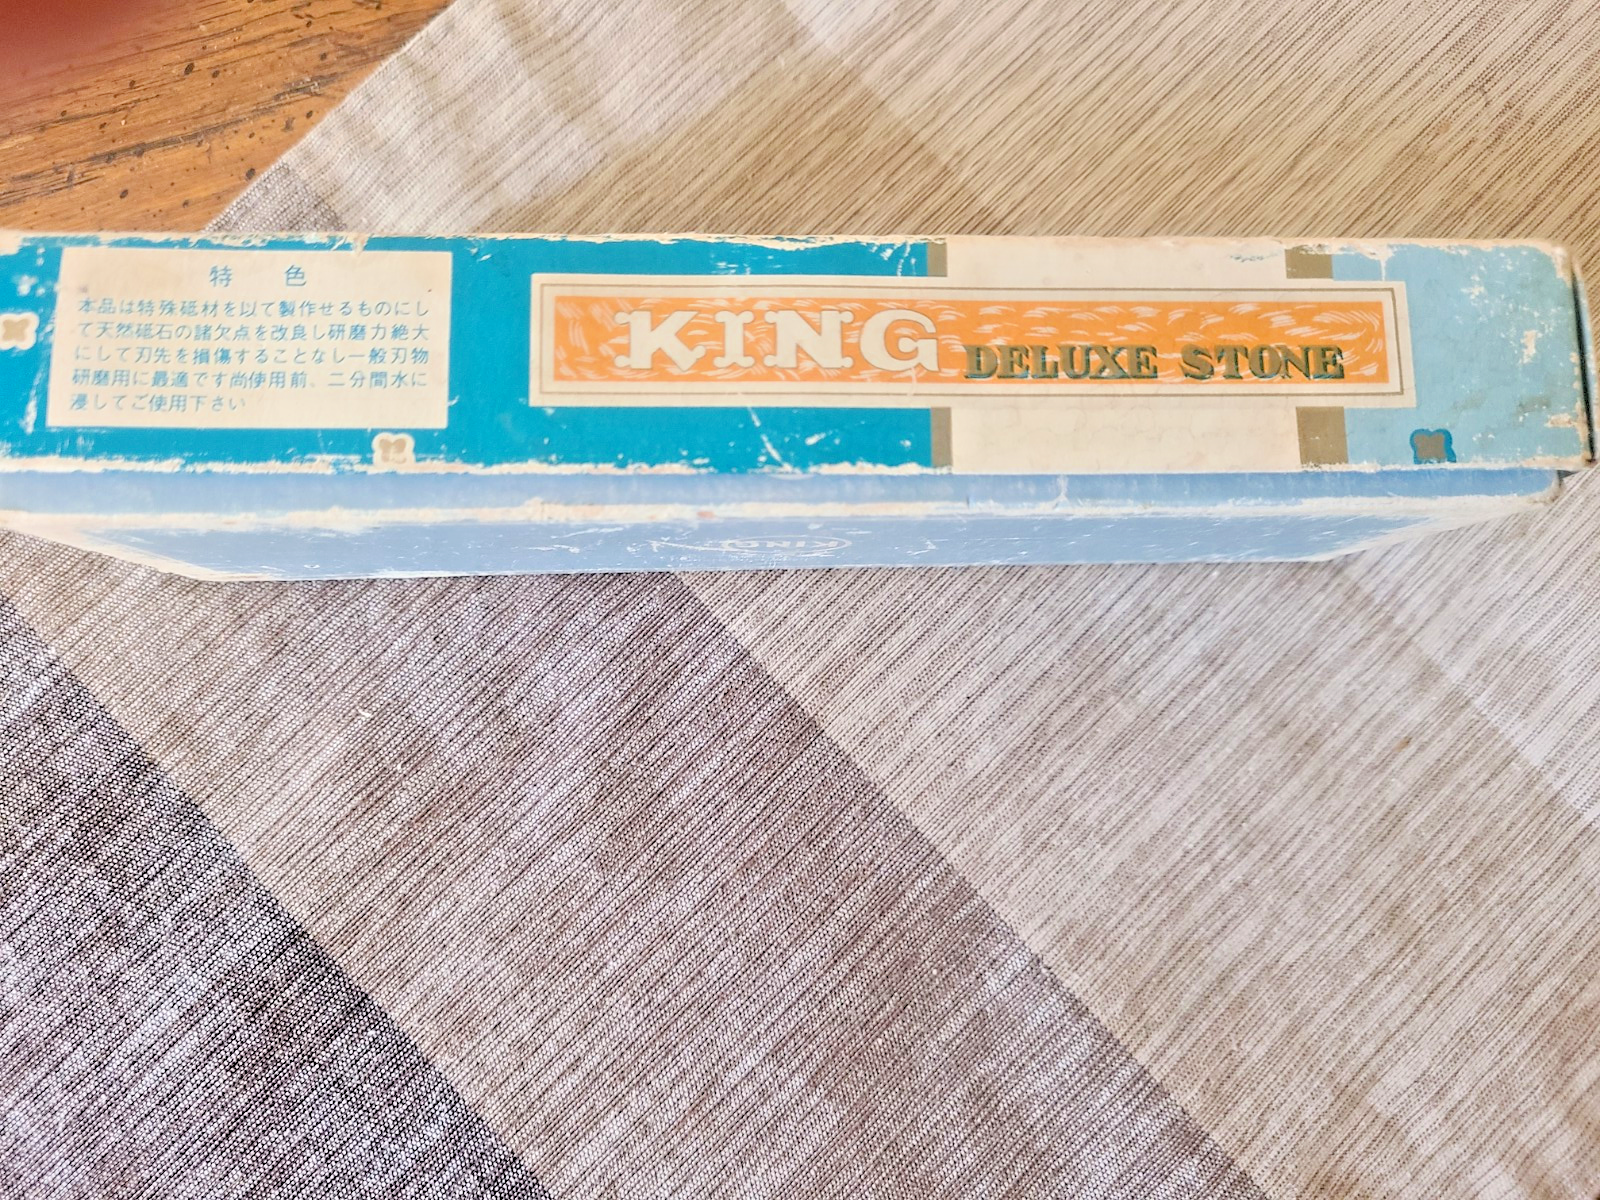 特 色
本品は特殊砥材を以て製作せるものにし
て天然砥石の諸欠点を改良し研磨力絶大
にして刃先を損傷することなし一般刃物
研磨用に最適です尚使用前、二分間水に
浸してご使用下さい
KING DELUXE STONE
KING